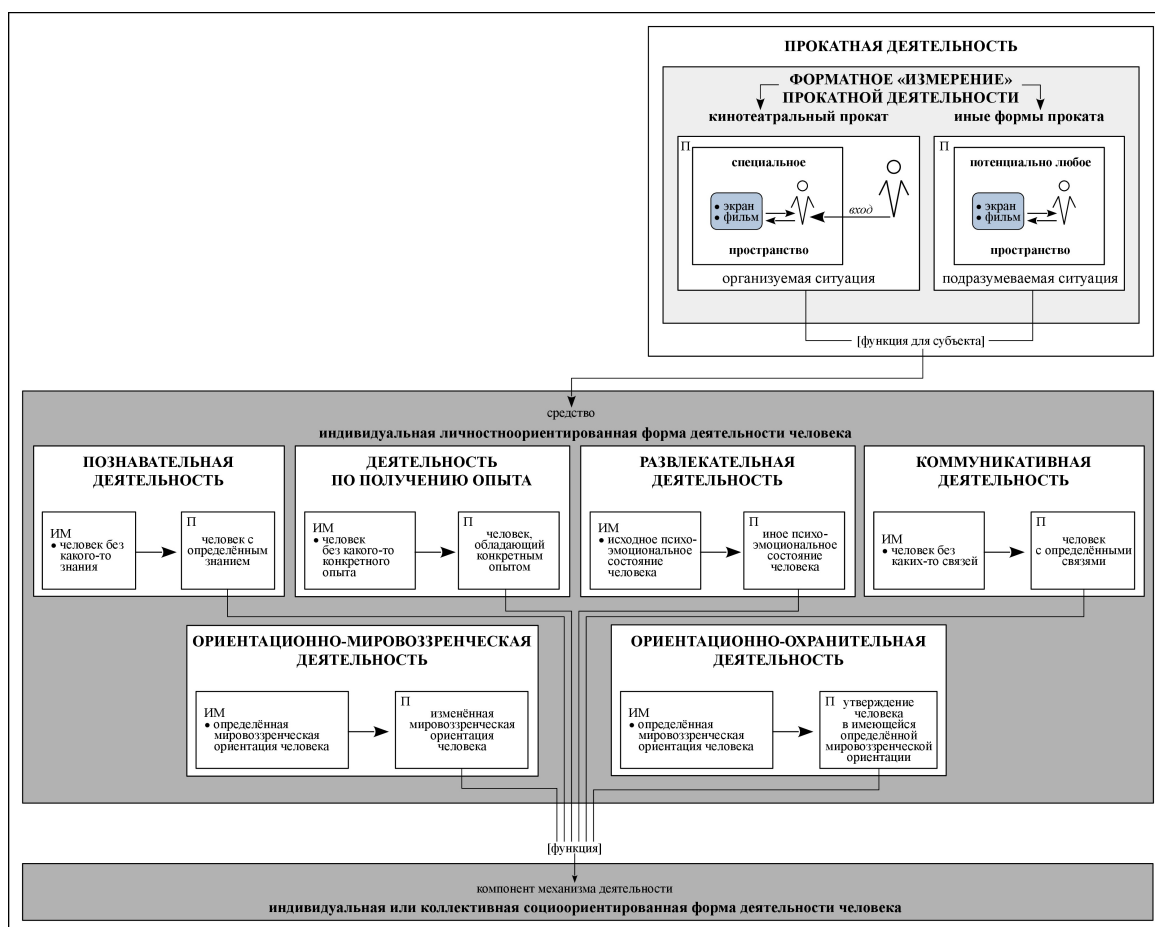 ПРОКАТНАЯ ДЕЯТЕЛЬНОСТЬ
ФОРМАТНОЕ «ИЗМЕРЕНИЕ»
ПРОКАТНОЙ ДЕЯТЕЛЬНОСТИ
кинотеатральный прокат
иные формы проката
П
специальное
• экран
• фильм
вход
пространство
организуемая ситуация
П
потенциально любое
• экран
• фильм
пространство
подразумеваемая ситуация
[функция для субъекта]
средство
индивидуальная личностноориентированная форма деятельности человека
ПОЗНАВАТЕЛЬНАЯ
ДЕЯТЕЛЬНОСТЬ
ИМ
• человек без
какого-то
знания
П
человек с
определённым
знанием
ДЕЯТЕЛЬНОСТЬ
ПО ПОЛУЧЕНИЮ ОПЫТА
ИМ
• человек
без какого-то
конкретного
опыта
П
человек,
обладающий
конкретным
опытом
РАЗВЛЕКАТЕЛЬНАЯ
ДЕЯТЕЛЬНОСТЬ
ИМ
• исходное психо-
эмоциональное
состояние
человека
П
иное психо-
эмоциональное
состояние
человека
КОММУНИКАТИВНАЯ
ДЕЯТЕЛЬНОСТЬ
ИМ
• человек без
каких-то связей
П
человек
с определёнными
связями
ОРИЕНТАЦИОННО-МИРОВОЗЗРЕНЧЕСКАЯ
ДЕЯТЕЛЬНОСТЬ
ИМ
• определённая
мировоззренческая
ориентация человека
П
изменённая
мировоззренческая
ориентация
человека
ОРИЕНТАЦИОННО-ОХРАНИТЕЛЬНАЯ
ДЕЯТЕЛЬНОСТЬ
ИМ
• определённая
мировоззренческая
ориентация человека
П утверждение
человека
в имеющейся
определённой
мировоззренческой
ориентации
[функция]
компонент механизма деятельности
индивидуальная или коллективная социоориентированная форма деятельности человека